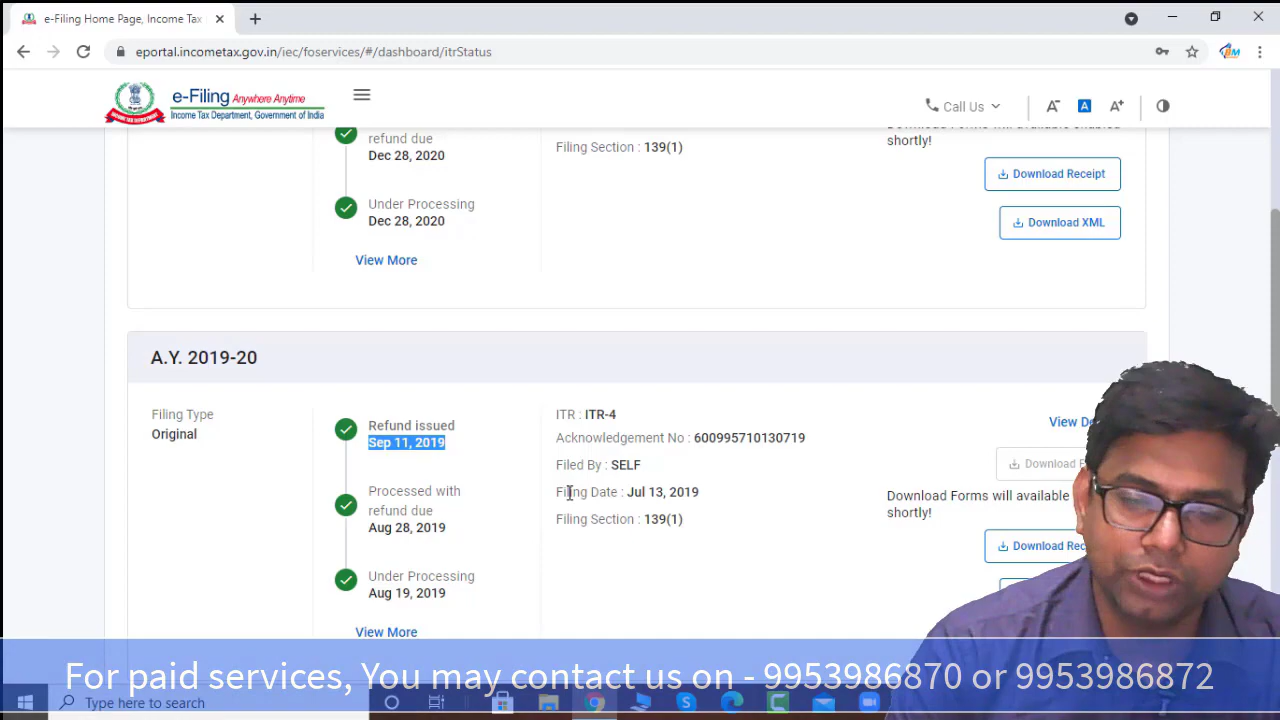 e-Filing Home Page, Income Tax
eportal.incometax.gov.in/iec/foservices/#/dashboard/itrStatus
e-Filing Anywhere Anytime
Income Tax Department, Government of India
Call Us
A-
A
A+
refund due
Dec 28, 2020
Under Processing
Dec 28, 2020
View More
Filing Section : 139(1)
shortly!
Download Receipt
Download XML
A.Y. 2019-20
Filing Type
Original
Refund issued
Sep 11, 2019
Processed with
refund due
Aug 28, 2019
Under Processing
Aug 19, 2019
View More
ITR : ITR-4
Acknowledgement No : 600995710130719
Filed By : SELF
Filing Date : Jul 13, 2019
Filing Section : 139(1)
View De
Download F
Download Forms will available
shortly!
Download Rec
For paid services, You may contact us on - 9953986870 or 9953986872
Type here to search